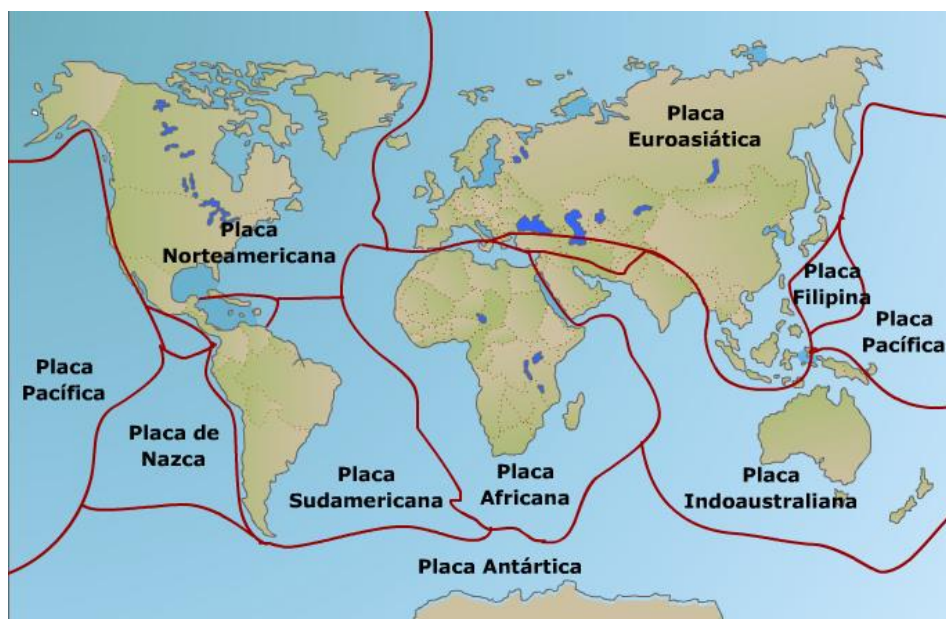 Placa
Euroasiática
Placa
Norteamericana
Placa
Filipina
Placa
Pacífica
Placa
Pacífica
Placa de
Nazca
Placa
Sudamericana
Placa
Africana
Placa
Indoaustraliana
Placa Antártica